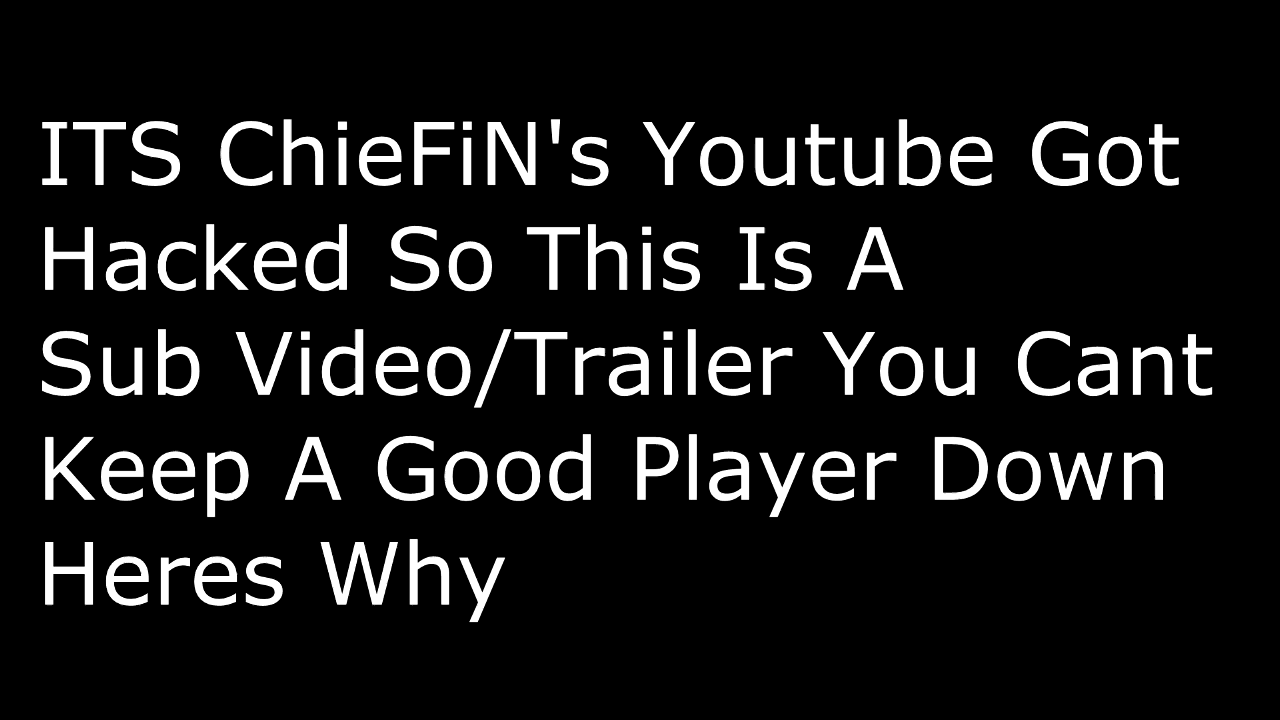 ITS ChieFiN's Youtube Got
Hacked So This Is A
Sub Video/Trailer You Cant
Keep A Good Player Down
Heres Why